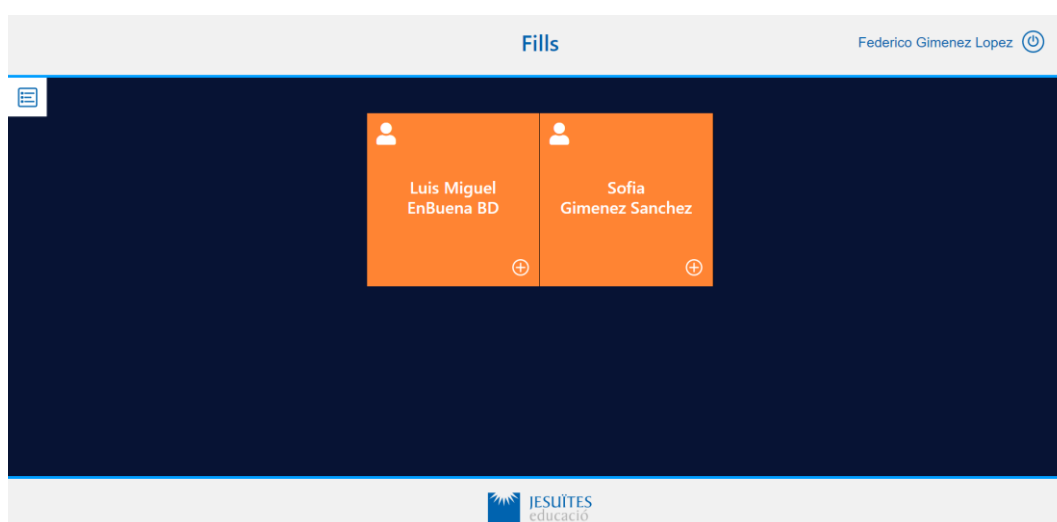 Fills
Federico Gimenez Lopez
Luis Miguel
EnBuena BD
Sofia
Gimenez Sanchez
JESUÏTES
educació